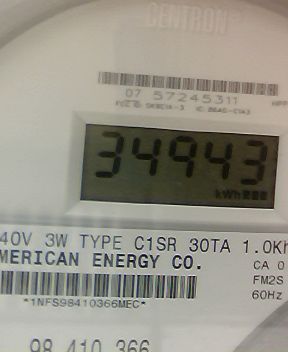 CENTRON
07 57245311
34943
kWh
40V 3W TYPE C1SR 30TA 1.0Kh
MERICAN ENERGY CO.
CA 0
FM2S
60Hz
*1NFS98410366MEC*
98 410 366